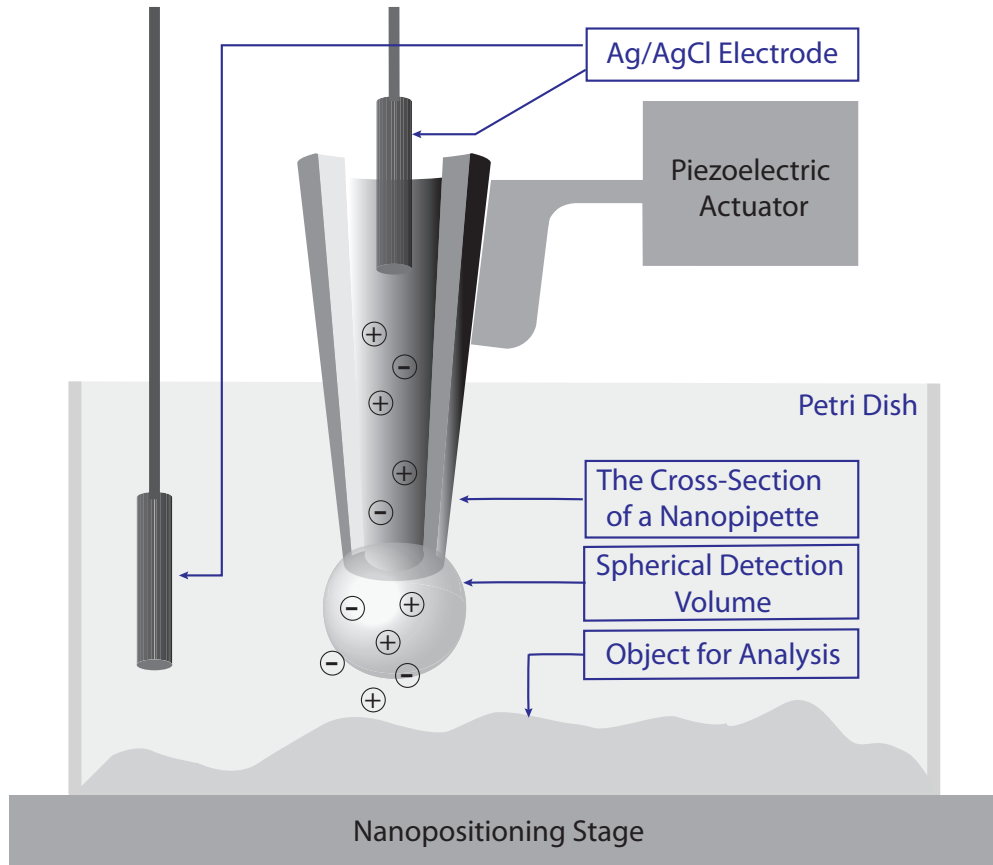 Ag/AgCl Electrode
Piezoelectric
Actuator
Petri Dish
The Cross-Section
of a Nanopipette
Spherical Detection
Volume
Object for Analysis
Nanopositioning Stage